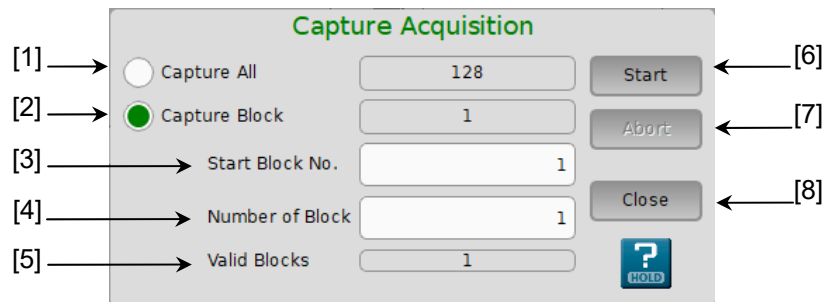 Capture Acquisition
[1] Capture All 128 Start [6]
[2] Capture Block 1 Abort [7]
[3] Start Block No. 1
[4] Number of Block 1 Close [8]
[5] Valid Blocks 1 ? HOLD